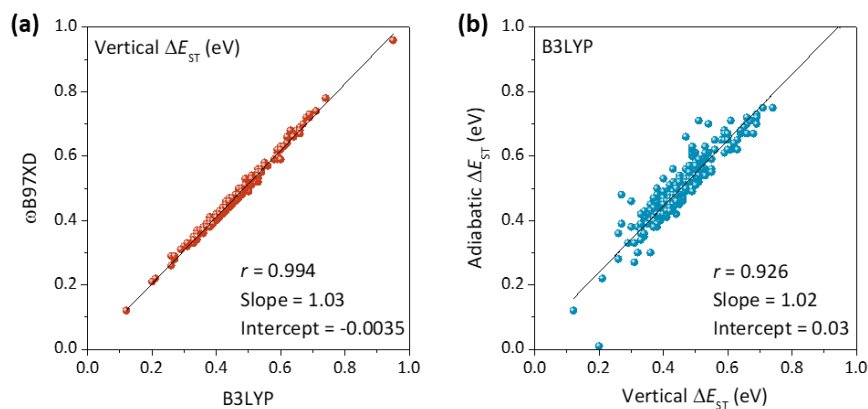 (a)
Vertical ΔE_ST (eV)
1.0
0.8
0.6
0.4
0.2
0.0
ωB97XD
r = 0.994
Slope = 1.03
Intercept = -0.0035
0.0 0.2 0.4 0.6 0.8 1.0
B3LYP
(b)
B3LYP
1.0
0.8
0.6
0.4
0.2
0.0
Adiabatic ΔE_ST (eV)
r = 0.926
Slope = 1.02
Intercept = 0.03
0.0 0.2 0.4 0.6 0.8 1.0
Vertical ΔE_ST (eV)